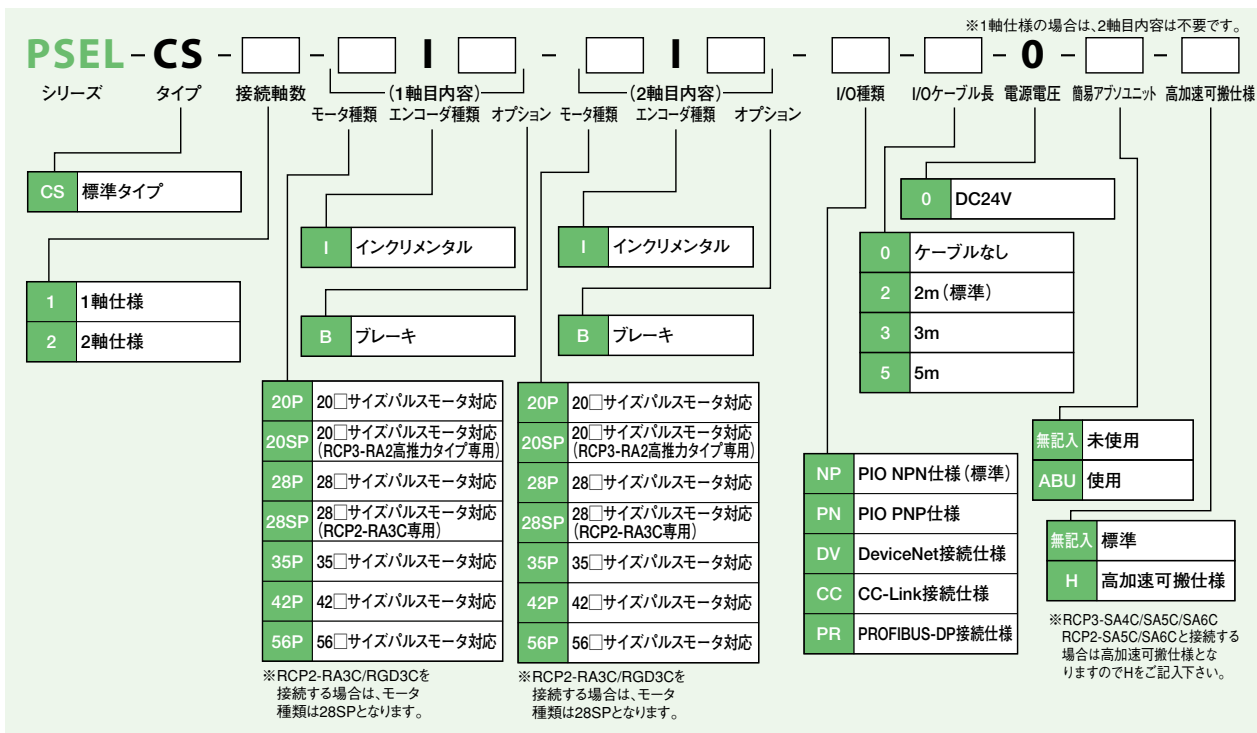 ※1軸仕様の場合は、2軸目内容は不要です。
PSEL-CS-□-□I□-□I□-□-□-0-□-□
シリーズ タイプ 接続軸数 (1軸目内容) (2軸目内容) I/O種類 I/Oケーブル長 電源電圧 簡易アブソユニット 高加速可搬仕様
モータ種類 エンコーダ種類 オプション モータ種類 エンコーダ種類 オプション
CS 標準タイプ
1 1軸仕様
2 2軸仕様
I インクリメンタル
B ブレーキ
20P 20□サイズパルスモータ対応
20SP 20□サイズパルスモータ対応
(RCP3-RA2高推力タイプ専用)
28P 28□サイズパルスモータ対応
28SP 28□サイズパルスモータ対応
(RCP2-RA3C専用)
35P 35□サイズパルスモータ対応
42P 42□サイズパルスモータ対応
56P 56□サイズパルスモータ対応
※RCP2-RA3C/RGD3Cを
接続する場合は、モータ
種類は28SPとなります。
I インクリメンタル
B ブレーキ
20P 20□サイズパルスモータ対応
20SP 20□サイズパルスモータ対応
(RCP3-RA2高推力タイプ専用)
28P 28□サイズパルスモータ対応
28SP 28□サイズパルスモータ対応
(RCP2-RA3C専用)
35P 35□サイズパルスモータ対応
42P 42□サイズパルスモータ対応
56P 56□サイズパルスモータ対応
※RCP2-RA3C/RGD3Cを
接続する場合は、モータ
種類は28SPとなります。
NP PIO NPN仕様(標準)
PN PIO PNP仕様
DV DeviceNet接続仕様
CC CC-Link接続仕様
PR PROFIBUS-DP接続仕様
0 DC24V
0 ケーブルなし
2 2m(標準)
3 3m
5 5m
無記入 未使用
ABU 使用
無記入 標準
H 高加速可搬仕様
※RCP3-SA4C/SA5C/SA6C
RCP2-SA5C/SA6Cと接続する
場合は高加速可搬仕様とな
りますのでHをご記入下さい。